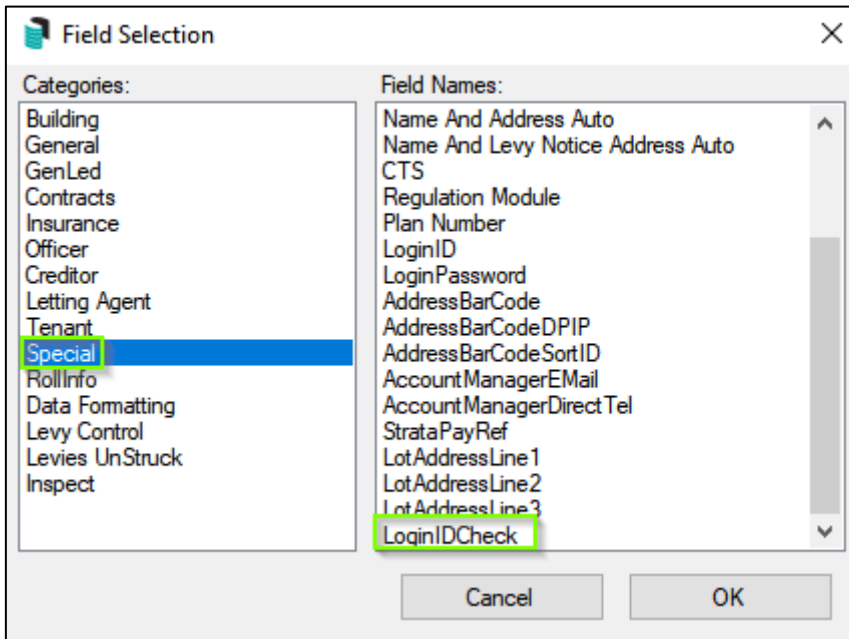 Field Selection
Categories:
Building
General
GenLed
Contracts
Insurance
Officer
Creditor
Letting Agent
Tenant
Special
RollInfo
Data Formatting
Levy Control
Levies UnStruck
Inspect
Field Names:
Name And Address Auto
Name And Levy Notice Address Auto
CTS
Regulation Module
Plan Number
LoginID
LoginPassword
AddressBarCode
AddressBarCodeDPIP
AddressBarCodeSortID
AccountManagerEMail
AccountManagerDirectTel
StrataPayRef
LotAddressLine1
LotAddressLine2
LotAddressLine3
LoginIDCheck
Cancel
OK